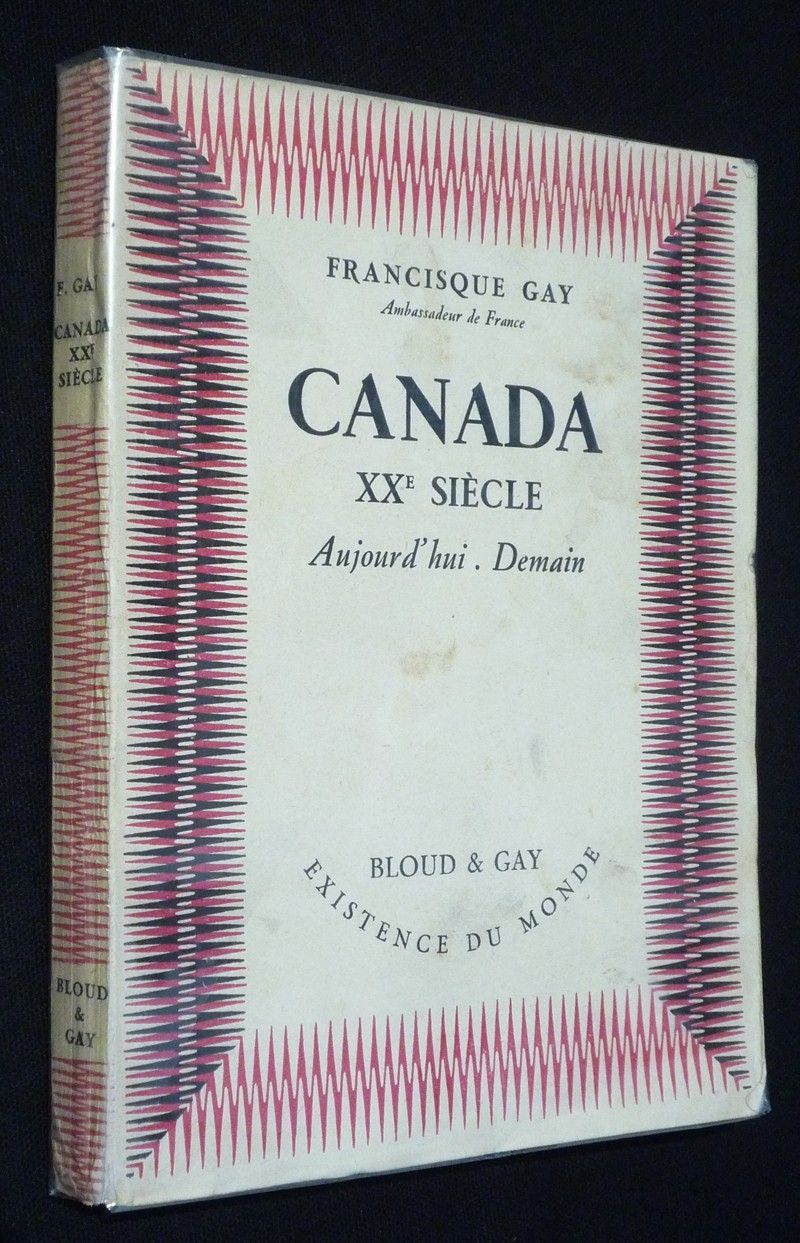 F. GAY
CANADA
XXE
SIÈCLE
BLOUD
&
GAY
FRANCISQUE GAY
Ambassadeur de France
CANADA
XXE SIÈCLE
Aujourd'hui . Demain
BLOUD & GAY
EXISTENCE DU MONDE